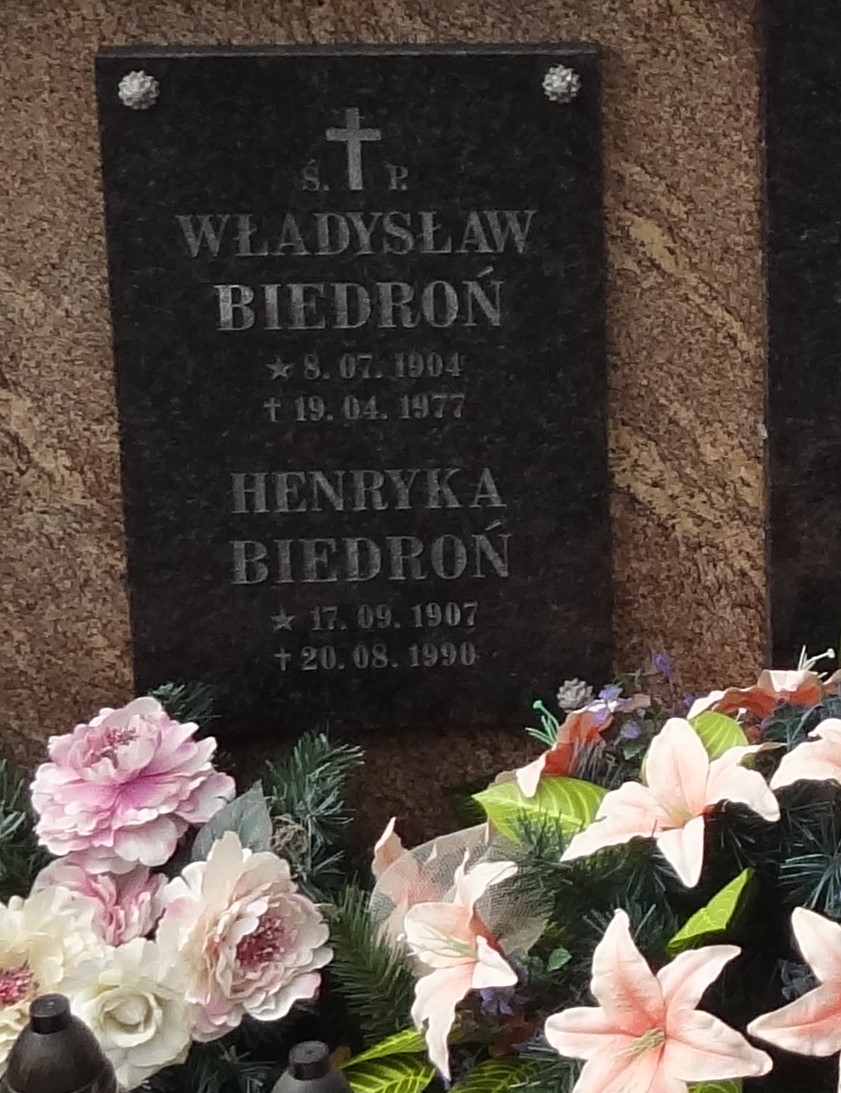 Ś. P.
WŁADYSŁAW
BIEDROŃ
★ 8. 07. 1904
† 19. 04. 1977
HENRYKA
BIEDROŃ
★ 17. 09. 1907
† 20. 08. 1990